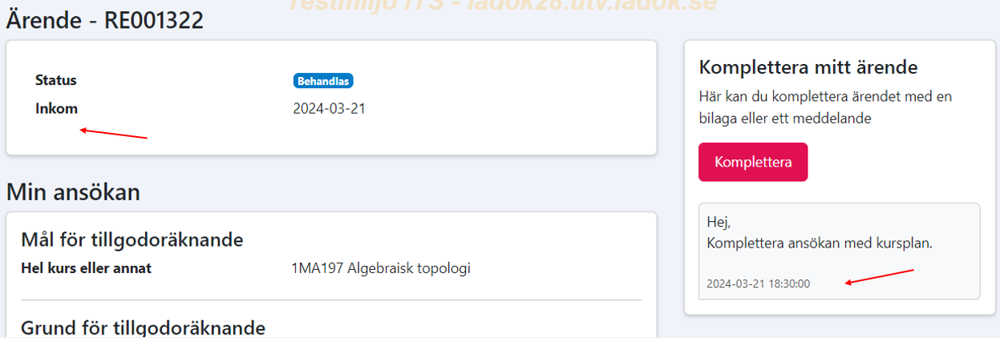 Testmiljö ITS - ladok28.utv.ladok.se
Ärende - RE001322
Status Behandlas
Inkom 2024-03-21
Min ansökan
Mål för tillgodoräknande
Hel kurs eller annat 1MA197 Algebraisk topologi
Grund för tillgodoräknande
Komplettera mitt ärende
Här kan du komplettera ärendet med en
bilaga eller ett meddelande
Komplettera
Hej,
Komplettera ansökan med kursplan.
2024-03-21 18:30:00